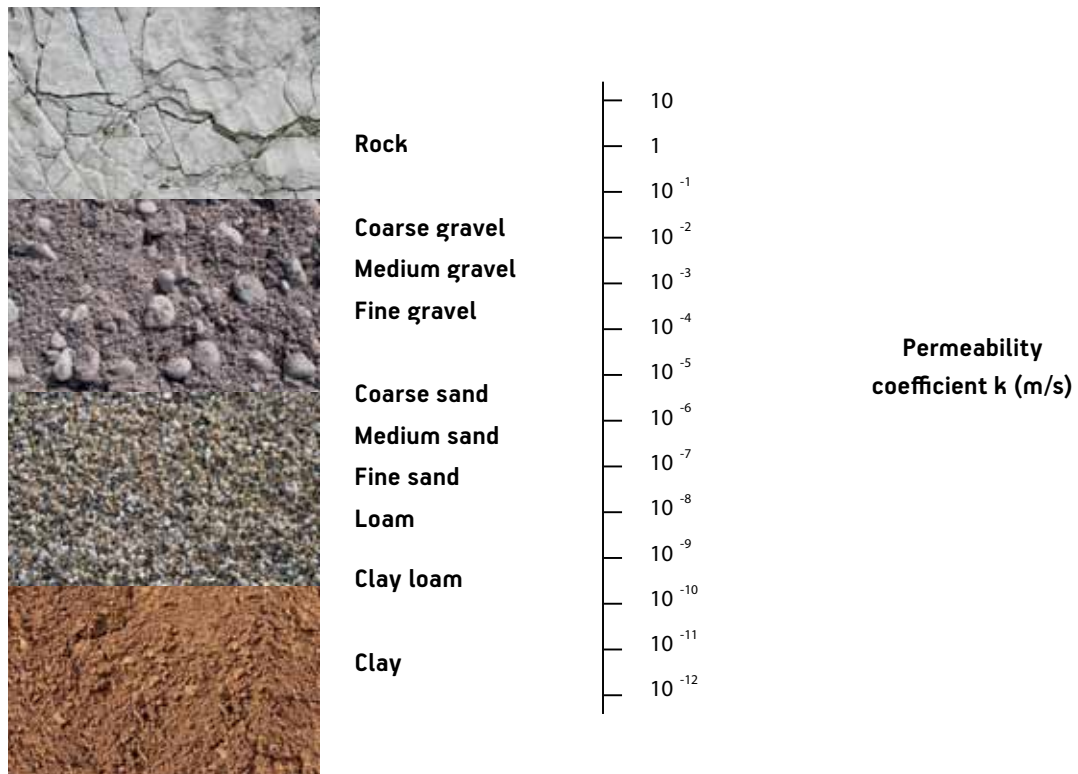 Rock
Coarse gravel
Medium gravel
Fine gravel
Coarse sand
Medium sand
Fine sand
Loam
Clay loam
Clay
10
1
10 -1
10 -2
10 -3
10 -4
10 -5
10 -6
10 -7
10 -8
10 -9
10 -10
10 -11
10 -12
Permeability
coefficient k (m/s)